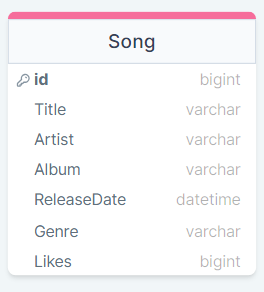 Song
id bigint
Title varchar
Artist varchar
Album varchar
ReleaseDate datetime
Genre varchar
Likes bigint